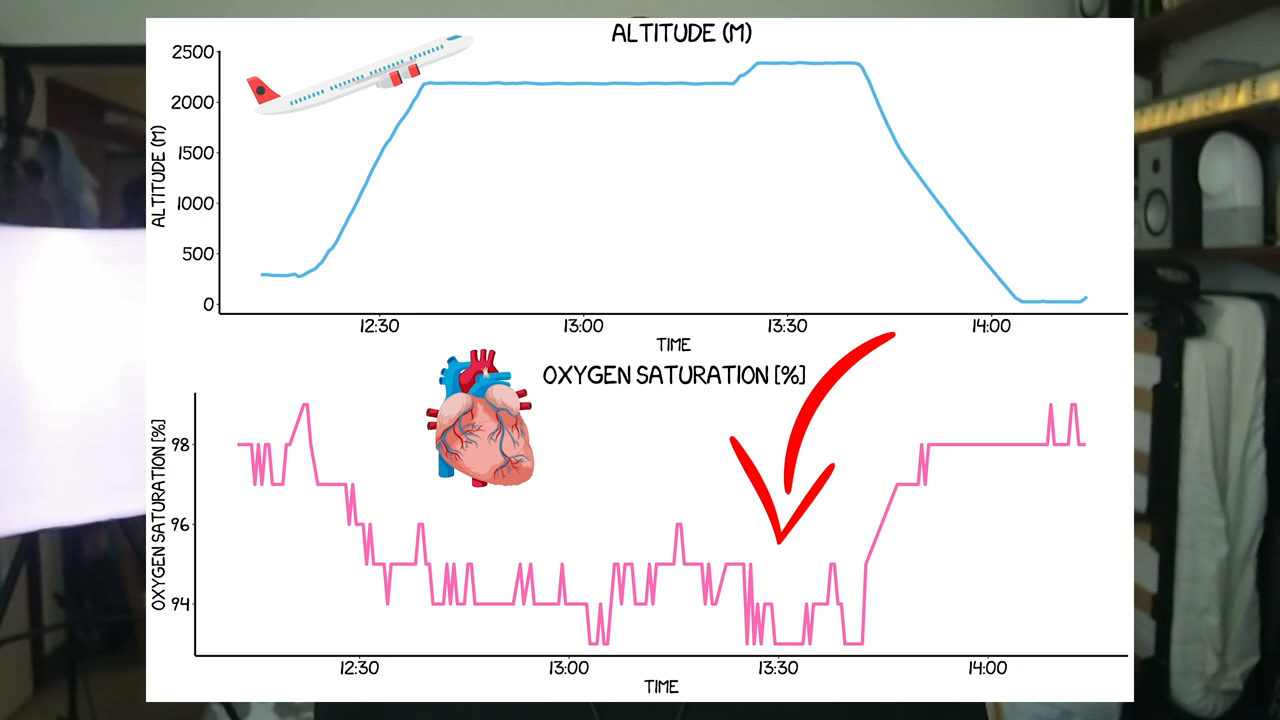 ALTITUDE (M)
2500
2000
1500
1000
500
0
ALTITUDE (M)
12:30 13:00 13:30 14:00
TIME
OXYGEN SATURATION [%]
98
96
94
OXYGEN SATURATION [%]
12:30 13:00 13:30 14:00
TIME